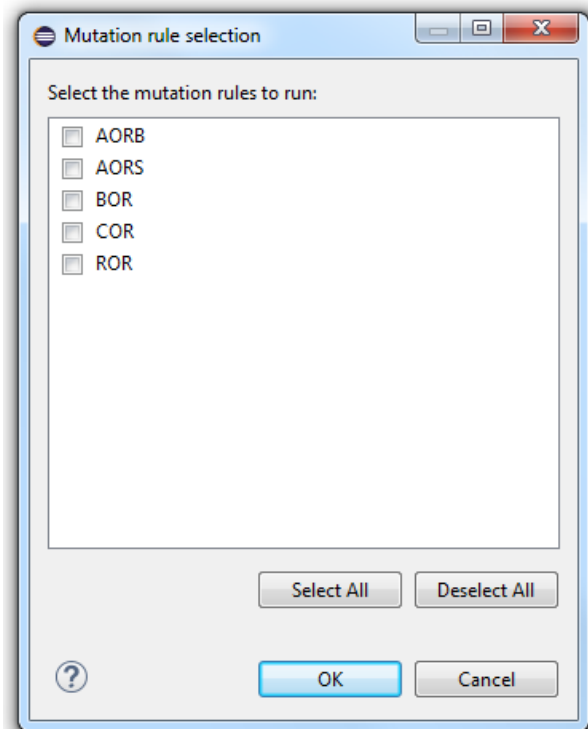 Mutation rule selection
Select the mutation rules to run:
AORB
AORS
BOR
COR
ROR
Select All
Deselect All
?
OK
Cancel